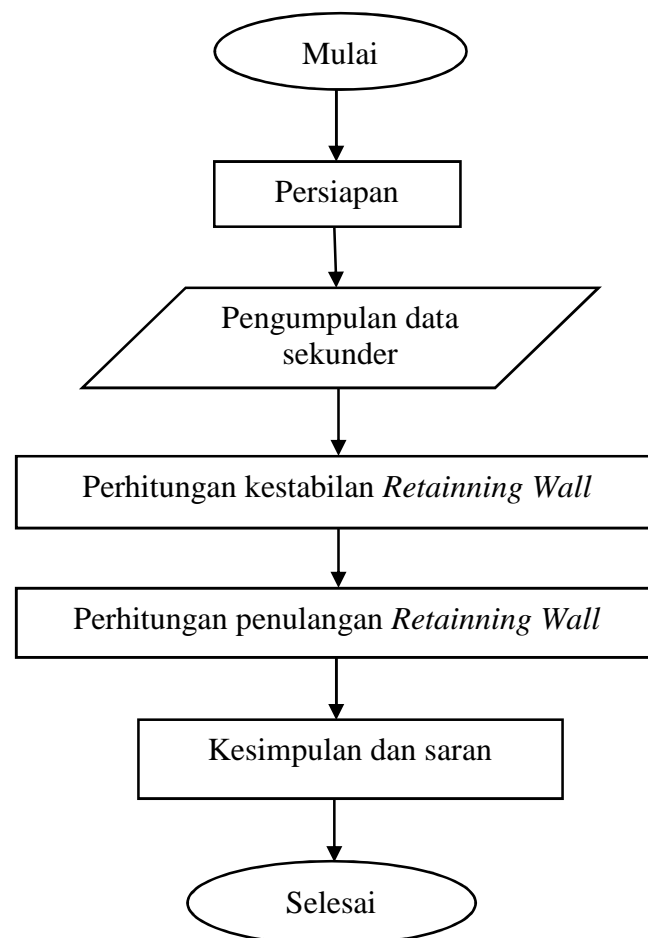 Mulai
Persiapan
Pengumpulan data
sekunder
Perhitungan kestabilan Retainning Wall
Perhitungan penulangan Retainning Wall
Kesimpulan dan saran
Selesai